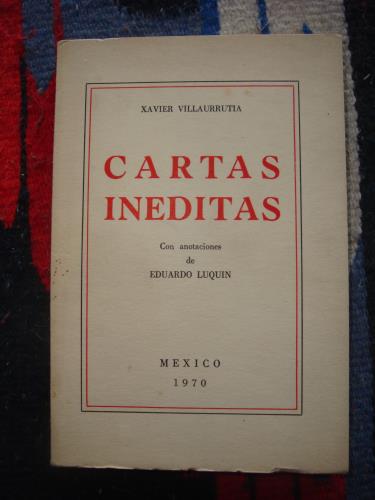 XAVIER VILLAURRUTIA
CARTAS
INEDITAS
Con anotaciones
de
EDUARDO LUQUIN
MEXICO
1970